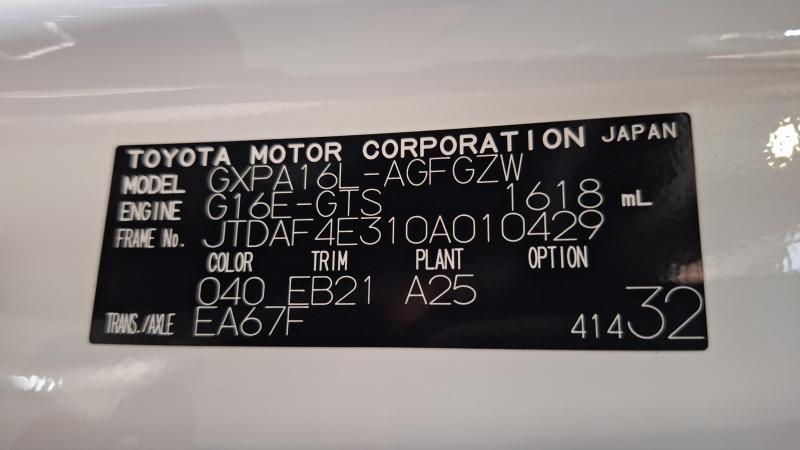 TOYOTA MOTOR CORPORATION JAPAN
MODEL GXPA16L-AGFGZW
ENGINE G16E-GTS 1618 mL
FRAME No. JTDAF4E310A010429
COLOR TRIM PLANT OPTION
040 EB21 A25
TRANS./AXLE EA67F 41432